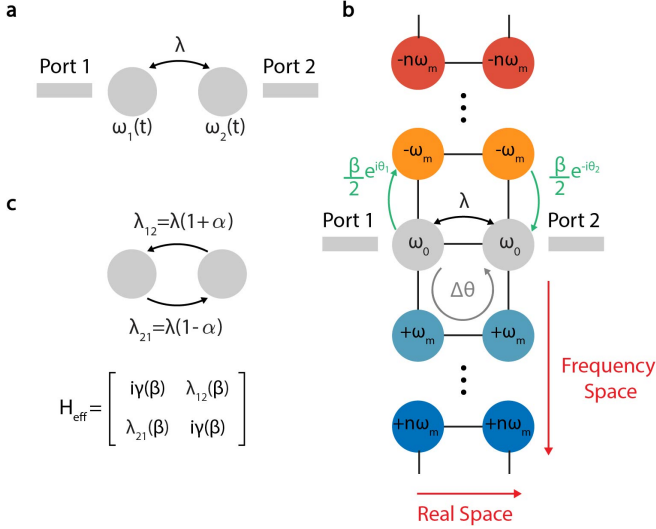 a
λ
Port 1
Port 2
ω₁(t)
ω₂(t)
b
-nωₘ
-nωₘ
-ωₘ
-ωₘ
β/2 e^iθ₁
β/2 e^-iθ₂
λ
Port 1
Port 2
ω₀
ω₀
Δθ
+ωₘ
+ωₘ
+nωₘ
+nωₘ
Frequency
Space
Real Space
c
λ₁₂=λ(1+α)
λ₂₁=λ(1-α)
H_eff = [ iγ(β) λ₁₂(β)
λ₂₁(β) iγ(β) ]